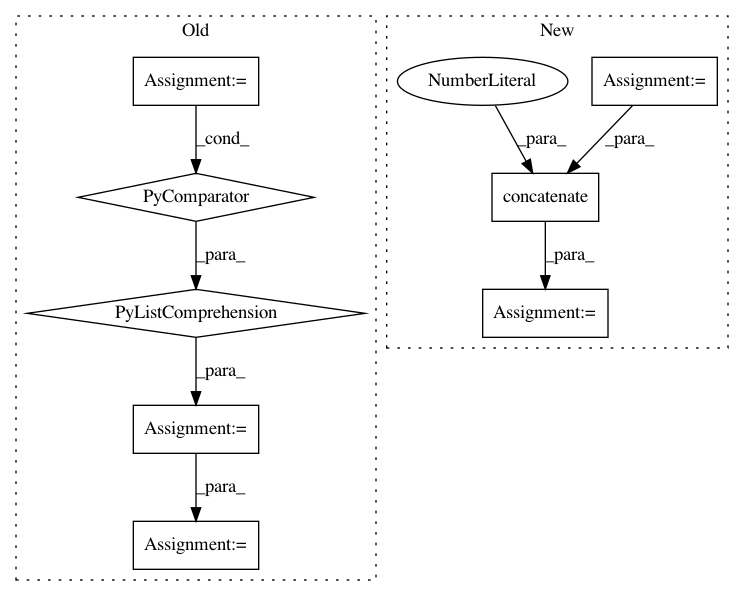 Old
New
Assignment:=
NumberLiteral
Assignment:=
_cond_
_para_
_para_
PyComparator
concatenate
_para_
_para_
PyListComprehension
Assignment:=
_para_
Assignment:=
_para_
Assignment:=